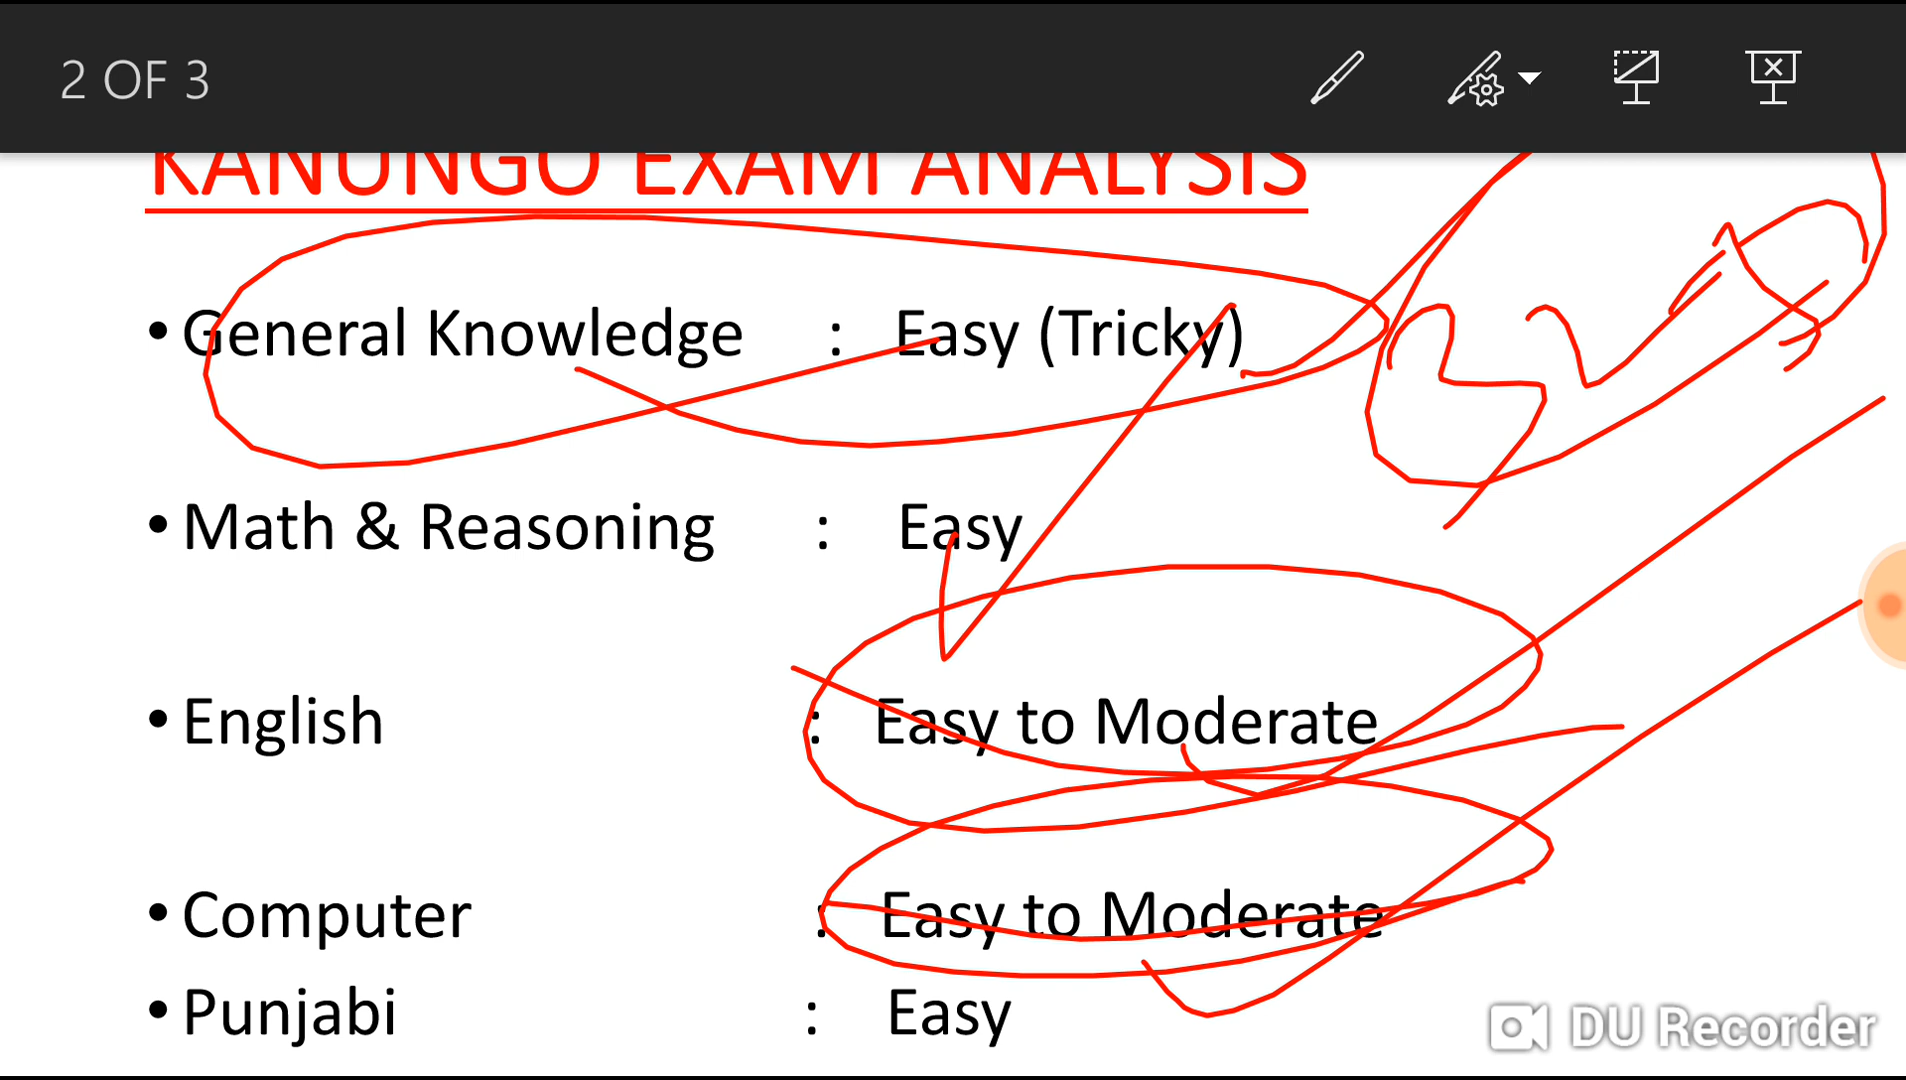 2 OF 3
KANUNGO EXAM ANALYSIS
• General Knowledge : Easy (Tricky)
• Math & Reasoning : Easy
• English : Easy to Moderate
• Computer : Easy to Moderate
• Punjabi : Easy
DU Recorder